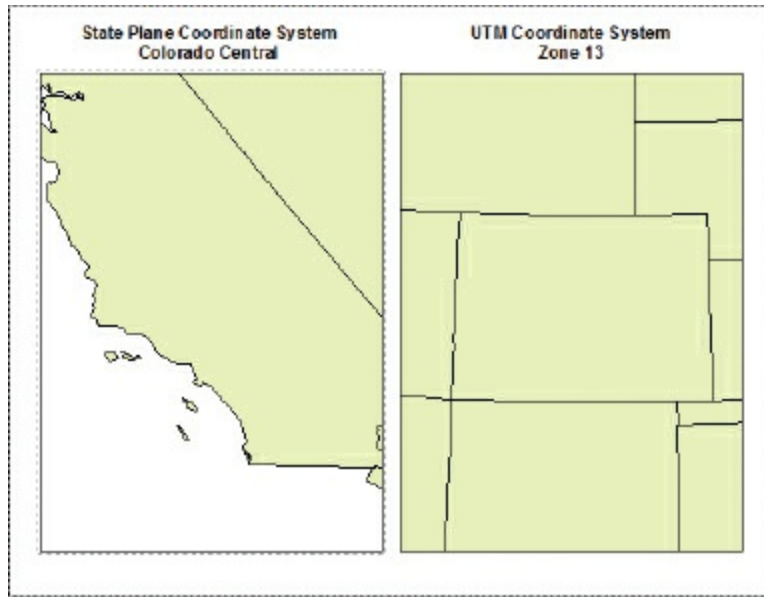 State Plane Coordinate System
Colorado Central
UTM Coordinate System
Zone 13